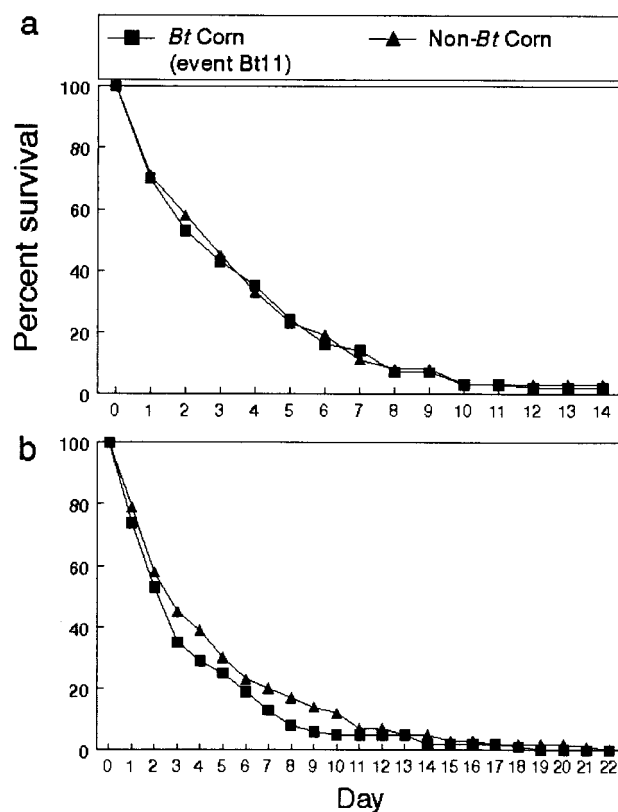 a
Bt Corn
(event Bt11)
Non-Bt Corn
Percent survival
100
80
60
40
20
0
0 1 2 3 4 5 6 7 8 9 10 11 12 13 14
b
100
80
60
40
20
0
0 1 2 3 4 5 6 7 8 9 10 11 12 13 14 15 16 17 18 19 20 21 22
Day